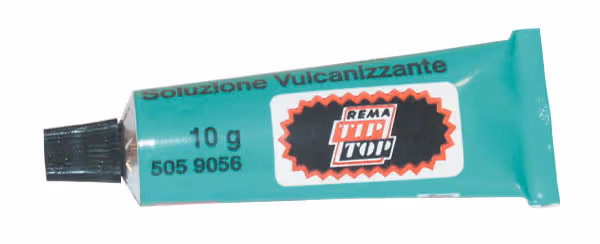 Soluzione Vulcanizzante
10 g
505 9056
REMA
TIP
TOP